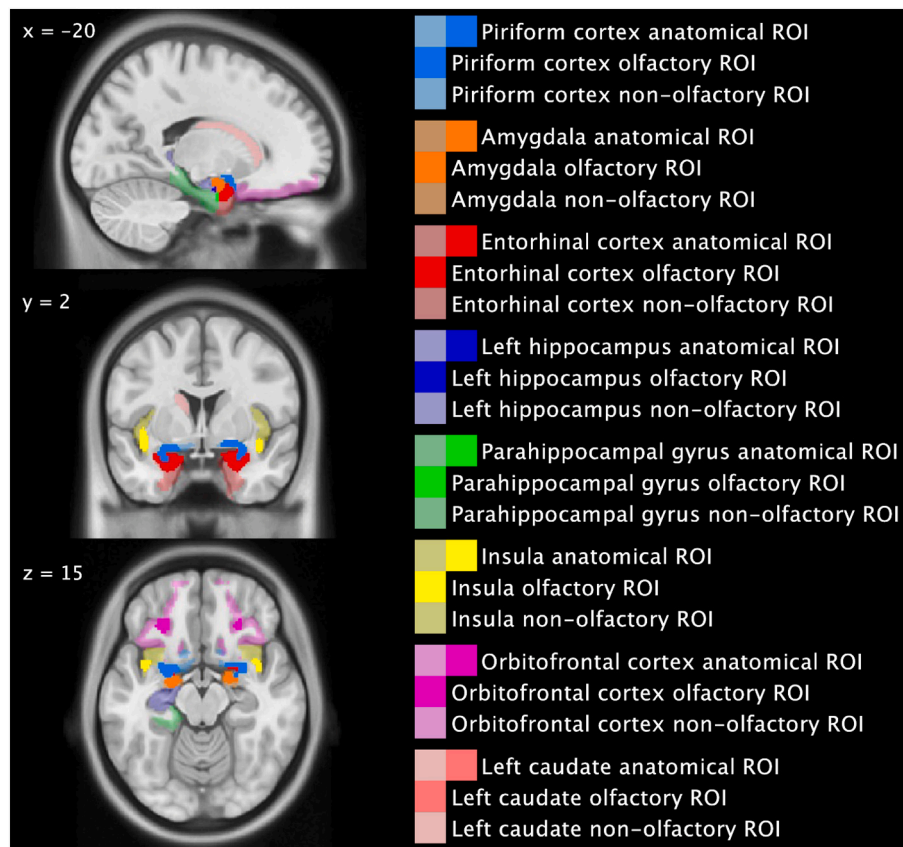 x = -20
Piriform cortex anatomical ROI
Piriform cortex olfactory ROI
Piriform cortex non-olfactory ROI
Amygdala anatomical ROI
Amygdala olfactory ROI
Amygdala non-olfactory ROI
Entorhinal cortex anatomical ROI
Entorhinal cortex olfactory ROI
Entorhinal cortex non-olfactory ROI
y = 2
Left hippocampus anatomical ROI
Left hippocampus olfactory ROI
Left hippocampus non-olfactory ROI
Parahippocampal gyrus anatomical ROI
Parahippocampal gyrus olfactory ROI
Parahippocampal gyrus non-olfactory ROI
z = 15
Insula anatomical ROI
Insula olfactory ROI
Insula non-olfactory ROI
Orbitofrontal cortex anatomical ROI
Orbitofrontal cortex olfactory ROI
Orbitofrontal cortex non-olfactory ROI
Left caudate anatomical ROI
Left caudate olfactory ROI
Left caudate non-olfactory ROI